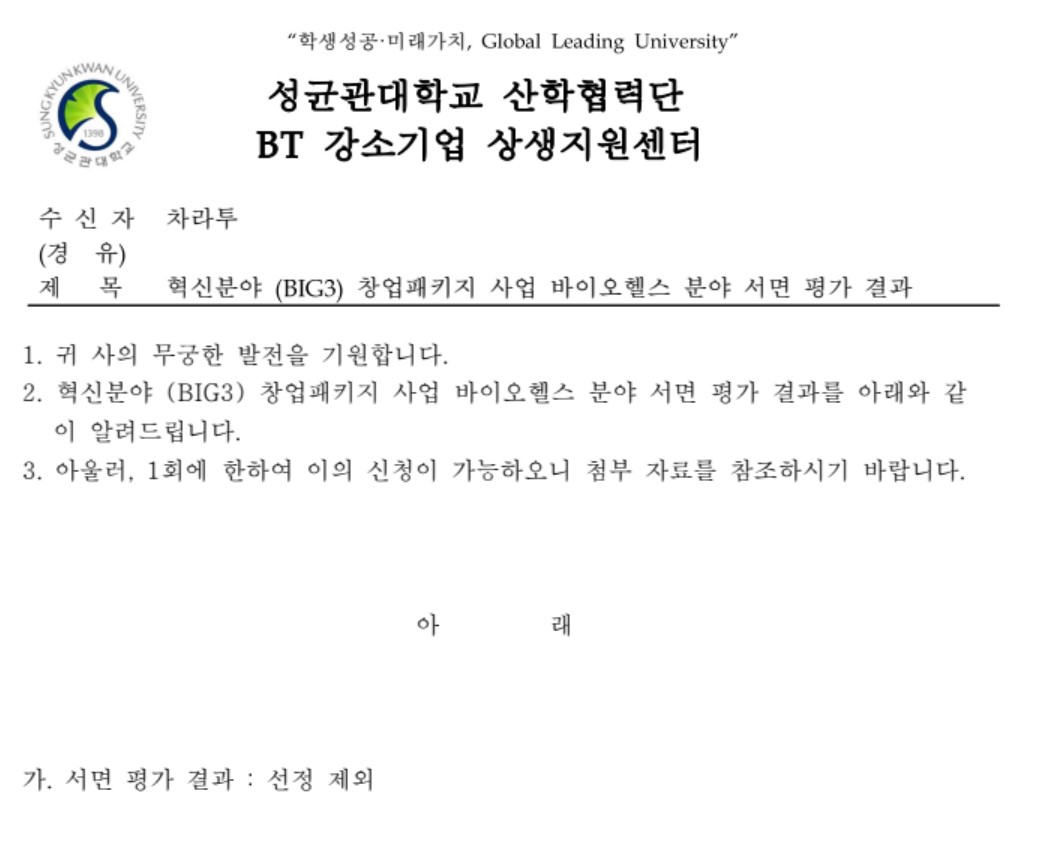 “학생성공·미래가치, Global Leading University”
SUNGKYUNKWAN UNIVERSITY
1398
성균관대학교
성균관대학교 산학협력단
BT 강소기업 상생지원센터
수 신 자 차라투
(경 유)
제 목 혁신분야 (BIG3) 창업패키지 사업 바이오헬스 분야 서면 평가 결과
1. 귀 사의 무궁한 발전을 기원합니다.
2. 혁신분야 (BIG3) 창업패키지 사업 바이오헬스 분야 서면 평가 결과를 아래와 같
이 알려드립니다.
3. 아울러, 1회에 한하여 이의 신청이 가능하오니 첨부 자료를 참조하시기 바랍니다.
아 래
가. 서면 평가 결과 : 선정 제외